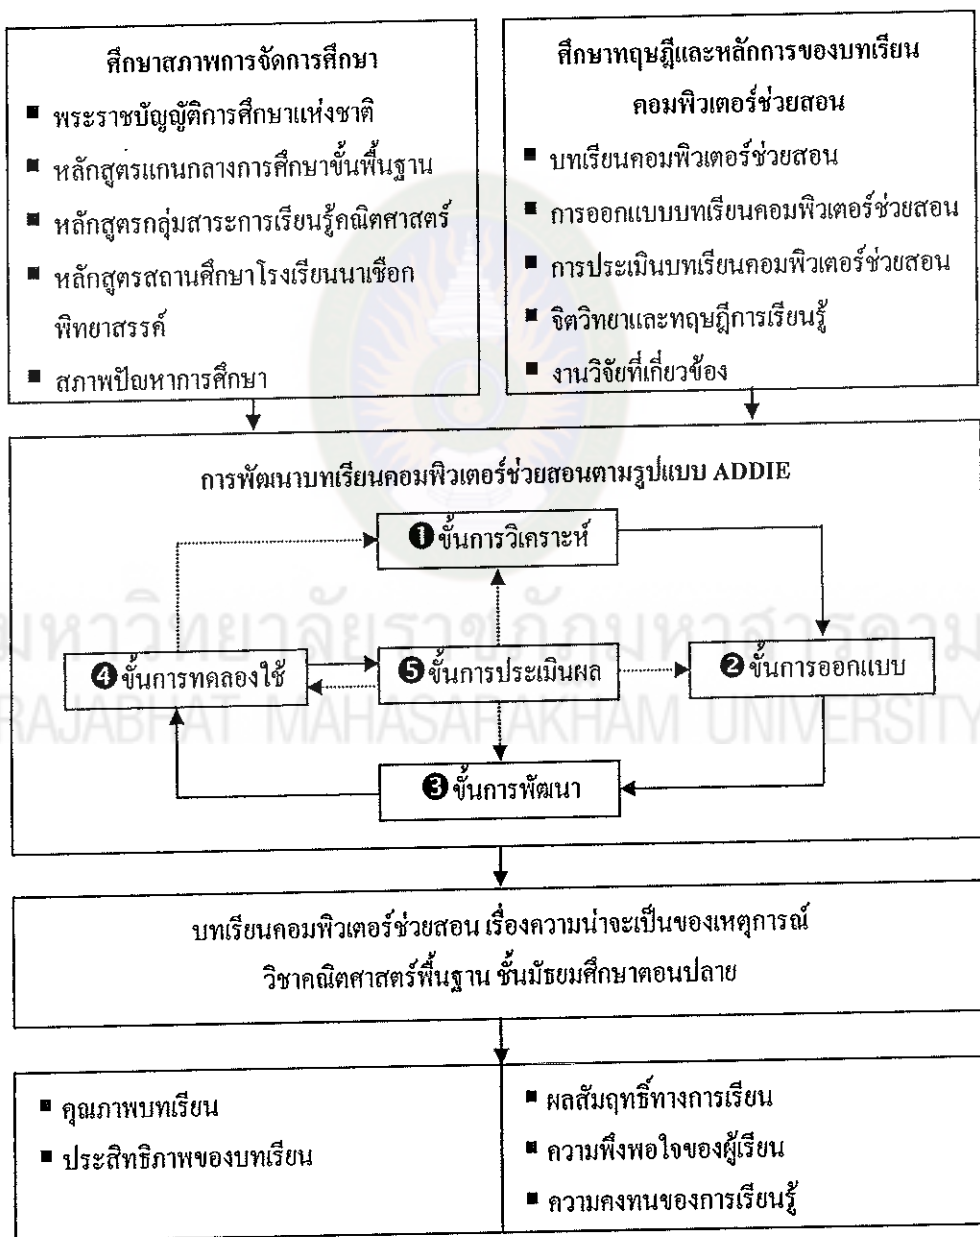 ศึกษาสภาพการจัดการศึกษา
■ พระราชบัญญัติการศึกษาแห่งชาติ
■ หลักสูตรแกนกลางการศึกษาขั้นพื้นฐาน
■ หลักสูตรกลุ่มสาระการเรียนรู้คณิตศาสตร์
■ หลักสูตรสถานศึกษาโรงเรียนนาเชือก
พิทยาสรรค์
■ สภาพปัญหาการศึกษา
ศึกษาทฤษฎีและหลักการของบทเรียน
คอมพิวเตอร์ช่วยสอน
■ บทเรียนคอมพิวเตอร์ช่วยสอน
■ การออกแบบบทเรียนคอมพิวเตอร์ช่วยสอน
■ การประเมินบทเรียนคอมพิวเตอร์ช่วยสอน
■ จิตวิทยาและทฤษฎีการเรียนรู้
■ งานวิจัยที่เกี่ยวข้อง
การพัฒนาบทเรียนคอมพิวเตอร์ช่วยสอนตามรูปแบบ ADDIE
❶ ขั้นการวิเคราะห์
มหาวิทยาลัยราชภัฏมหาสารคาม
❹ ขั้นการทดลองใช้
❺ ขั้นการประเมินผล
❷ ขั้นการออกแบบ
RAJABHAT MAHASARAKHAM UNIVERSITY
❸ ขั้นการพัฒนา
บทเรียนคอมพิวเตอร์ช่วยสอน เรื่องความน่าจะเป็นของเหตุการณ์
วิชาคณิตศาสตร์พื้นฐาน ชั้นมัธยมศึกษาตอนปลาย
■ คุณภาพบทเรียน
■ ประสิทธิภาพของบทเรียน
■ ผลสัมฤทธิ์ทางการเรียน
■ ความพึงพอใจของผู้เรียน
■ ความคงทนของการเรียนรู้